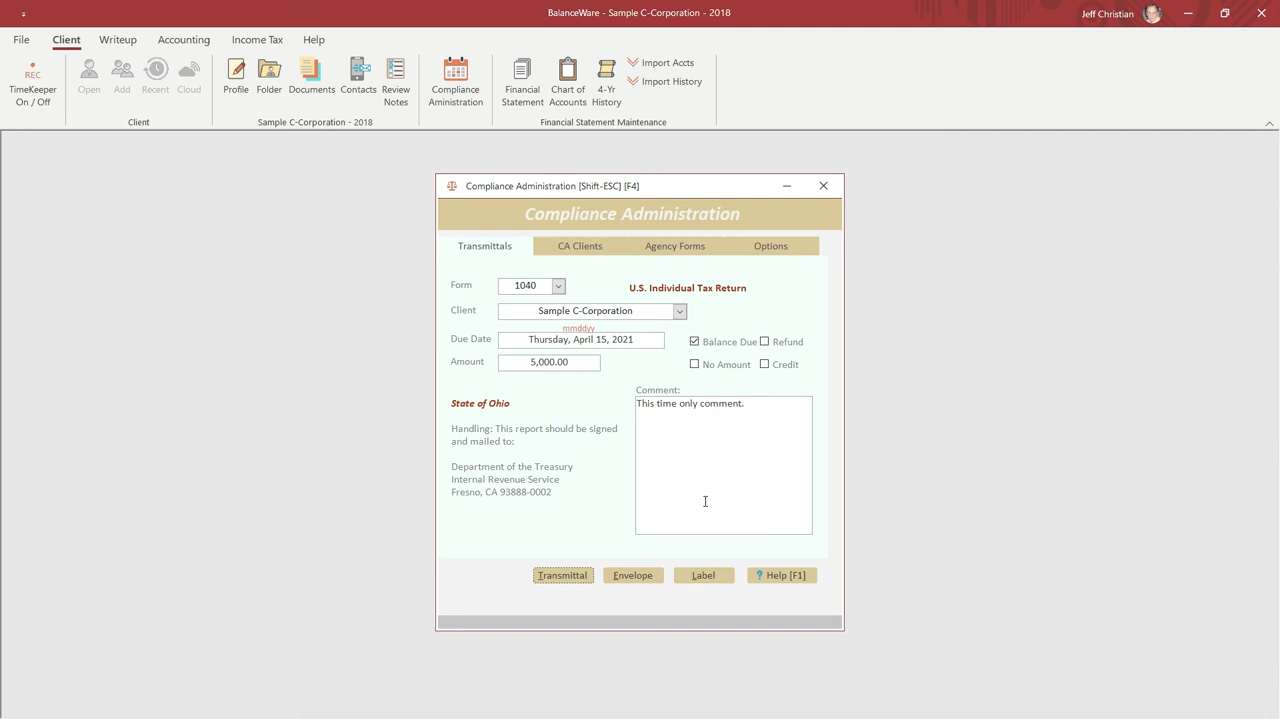 BalanceWare - Sample C-Corporation - 2018
Jeff Christian
File Client Writeup Accounting Income Tax Help
REC
TimeKeeper
On / Off
Open Add Recent Cloud
Client
Profile Folder Documents Contacts Review
Notes
Sample C-Corporation - 2018
Compliance
Aministration
Financial
Statement
Chart of
Accounts
4-Yr
History
Import Accts
Import History
Financial Statement Maintenance
Compliance Administration [Shift-ESC] [F4]
Compliance Administration
Transmittals CA Clients Agency Forms Options
Form 1040 U.S. Individual Tax Return
Client Sample C-Corporation
mmddyy
Due Date Thursday, April 15, 2021 Balance Due Refund
Amount 5,000.00 No Amount Credit
Comment:
This time only comment.
State of Ohio
Handling: This report should be signed
and mailed to:
Department of the Treasury
Internal Revenue Service
Fresno, CA 93888-0002
Transmittal Envelope Label ? Help [F1]